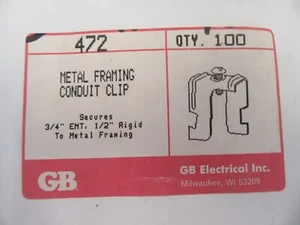 472
QTY. 100
METAL FRAMING
CONDUIT CLIP
Secures
3/4" EMT, 1/2" Rigid
To Metal Framing
GB
GB Electrical Inc.
Milwaukee, WI 53209